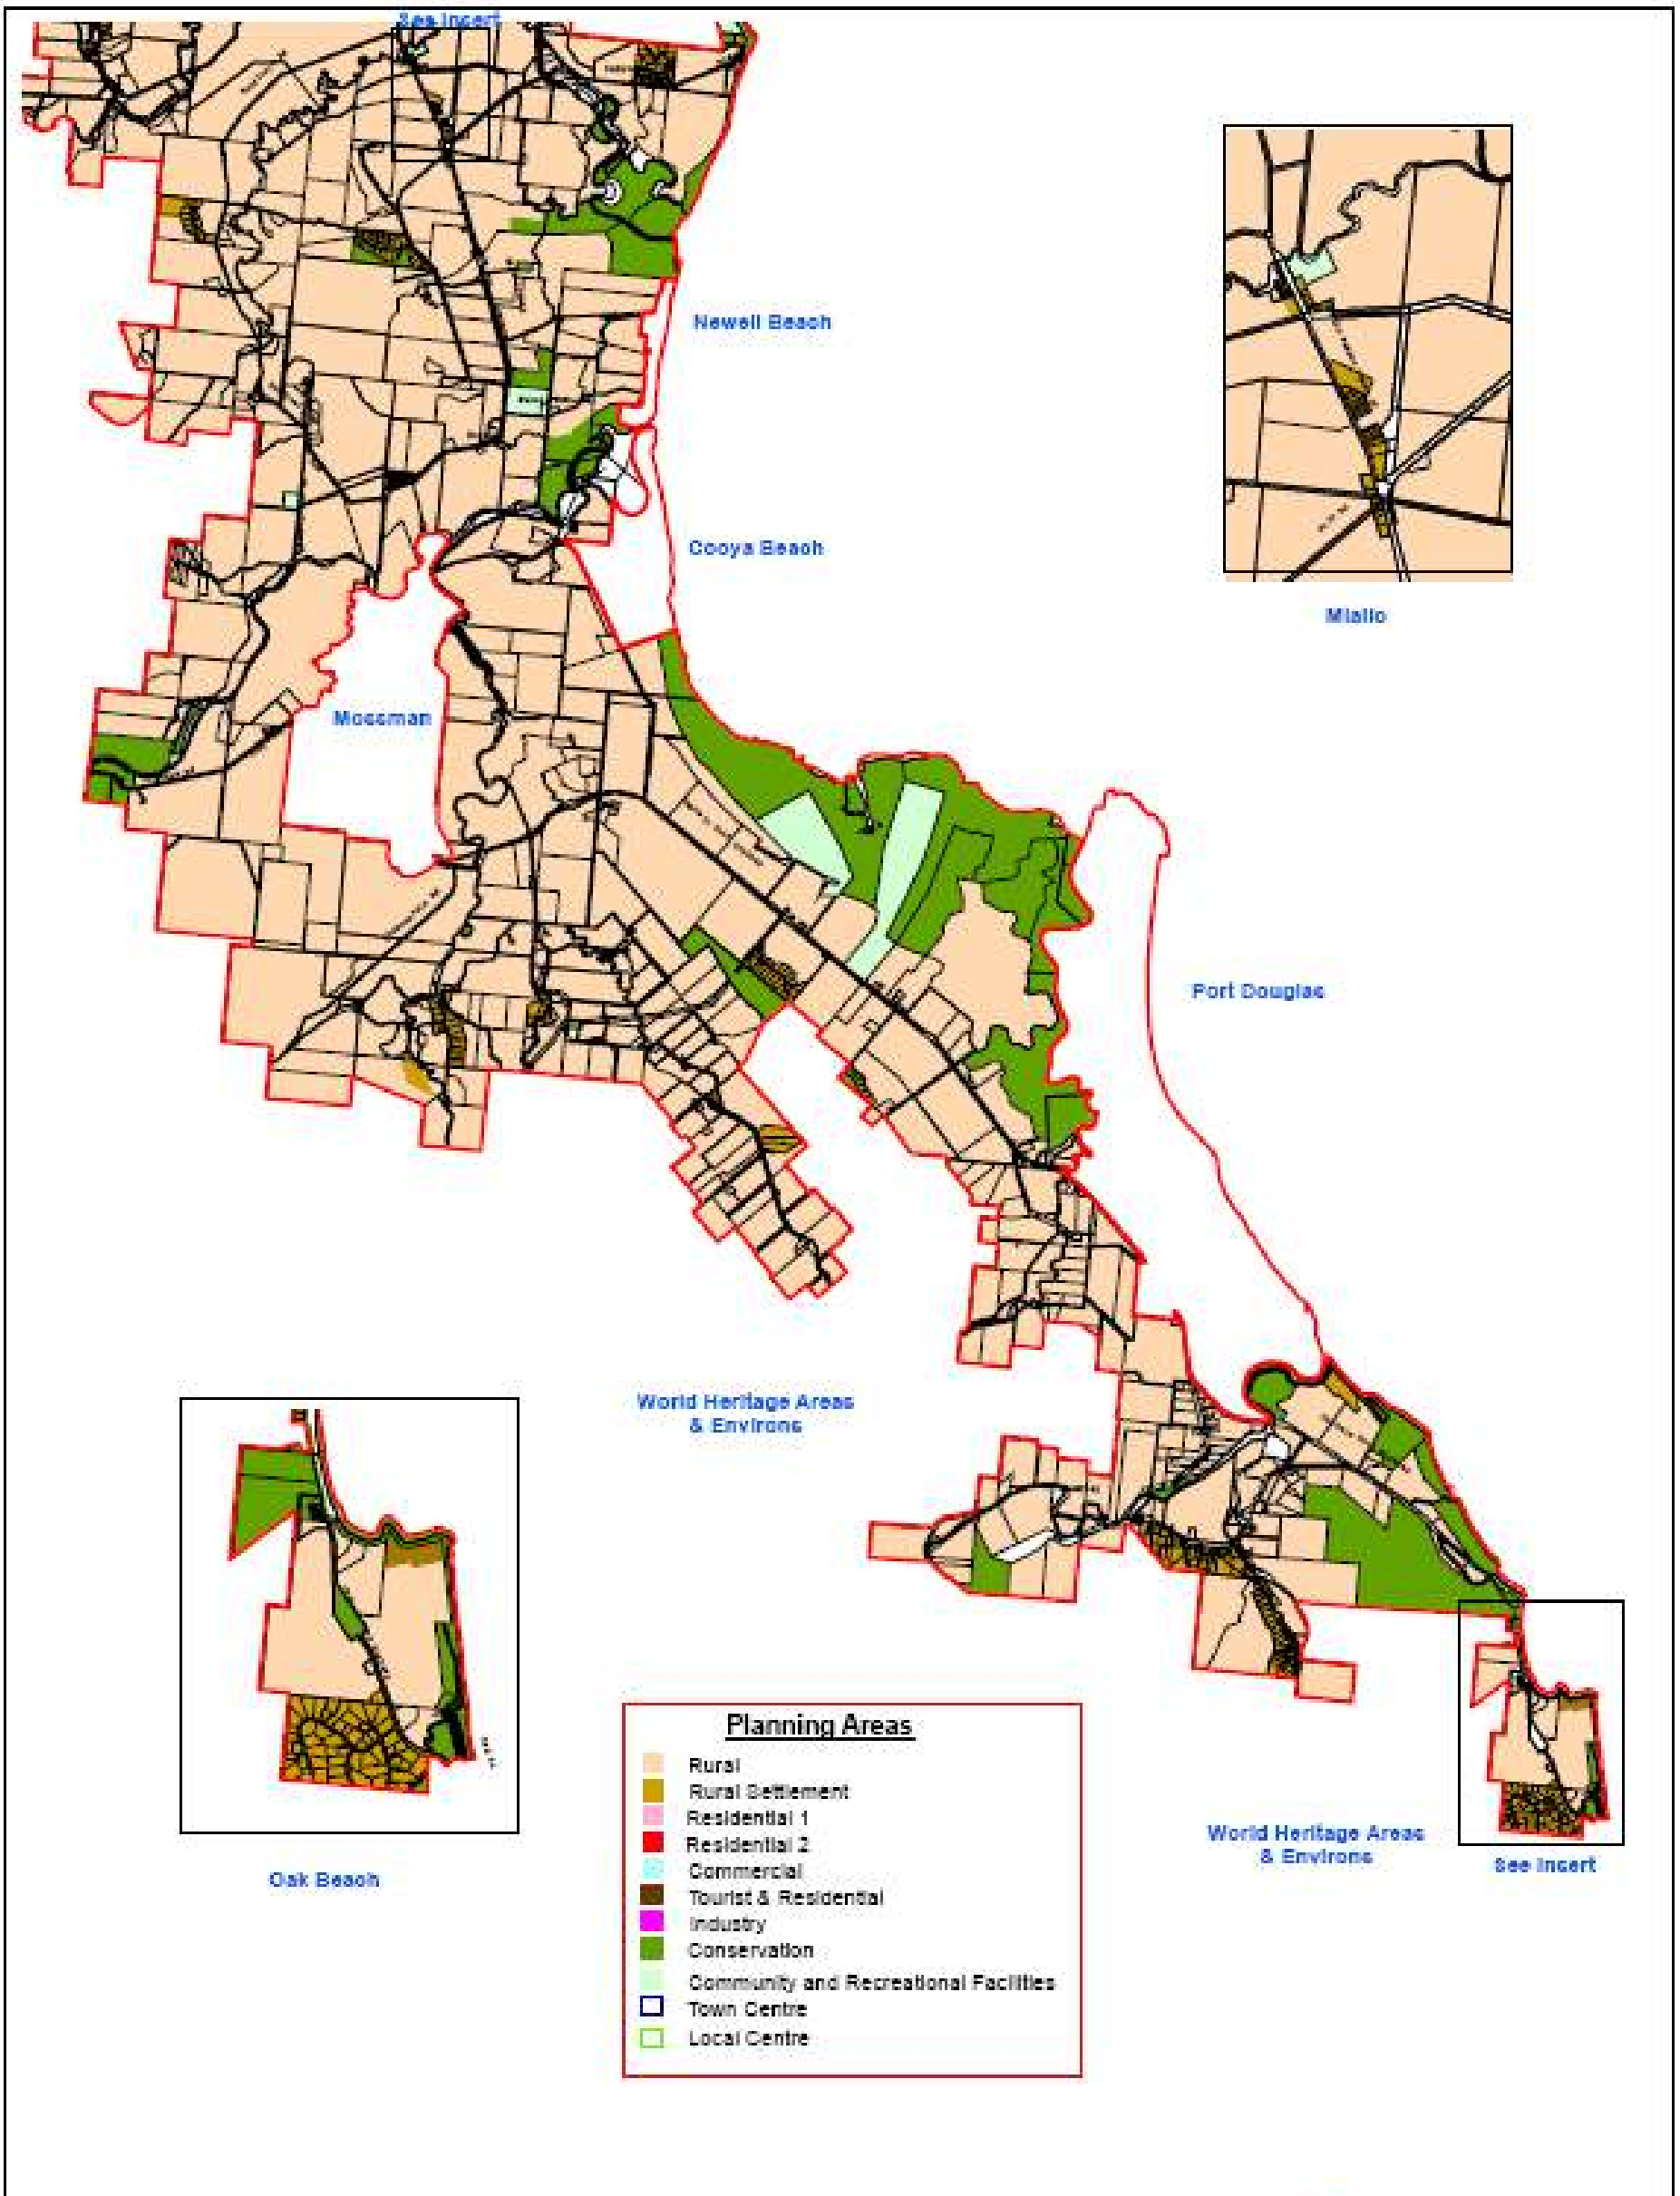 See Insert
Newell Beach
Cooya Beach
Miallo
Mossman
Port Douglas
World Heritage Areas
& Environs
Oak Beach
World Heritage Areas
& Environs
See Insert
Planning Areas
Rural
Rural Settlement
Residential 1
Residential 2
Commercial
Tourist & Residential
Industry
Conservation
Community and Recreational Facilities
Town Centre
Local Centre